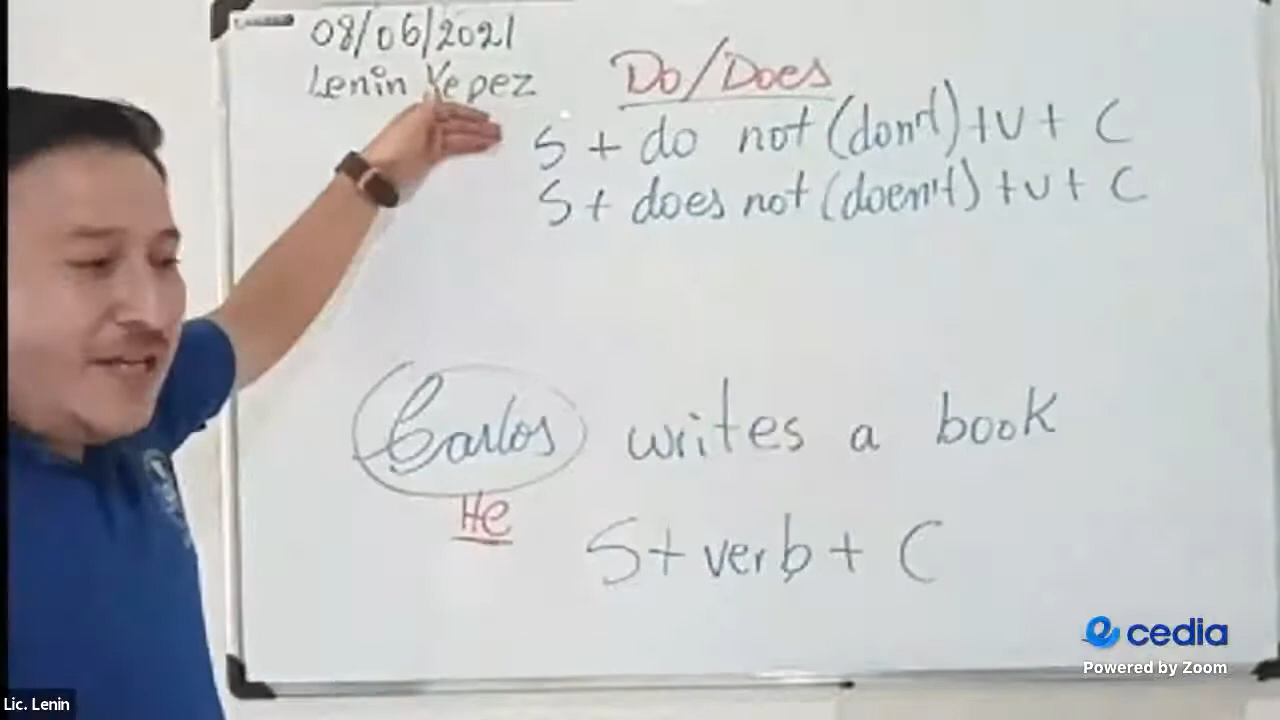 08/06/2021
Lenin Yepez
Do/Does
S + do not (don't) + v + C
S + does not (doen't) + v + C
Carlos writes a book
He
S + verb + C
cedia
Powered by Zoom
Lic. Lenin